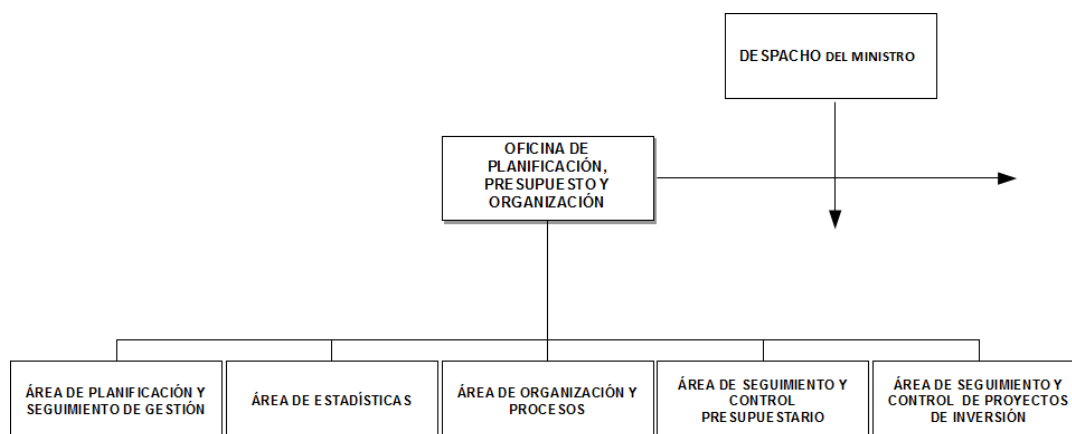 DESPACHO DEL MINISTRO
OFICINA DE
PLANIFICACIÓN,
PRESUPUESTO Y
ORGANIZACIÓN
ÁREA DE PLANIFICACIÓN Y
SEGUIMIENTO DE GESTIÓN
ÁREA DE ESTADÍSTICAS
ÁREA DE ORGANIZACIÓN Y
PROCESOS
ÁREA DE SEGUIMIENTO Y
CONTROL
PRESUPUESTARIO
ÁREA DE SEGUIMIENTO Y
CONTROL DE PROYECTOS
DE INVERSIÓN